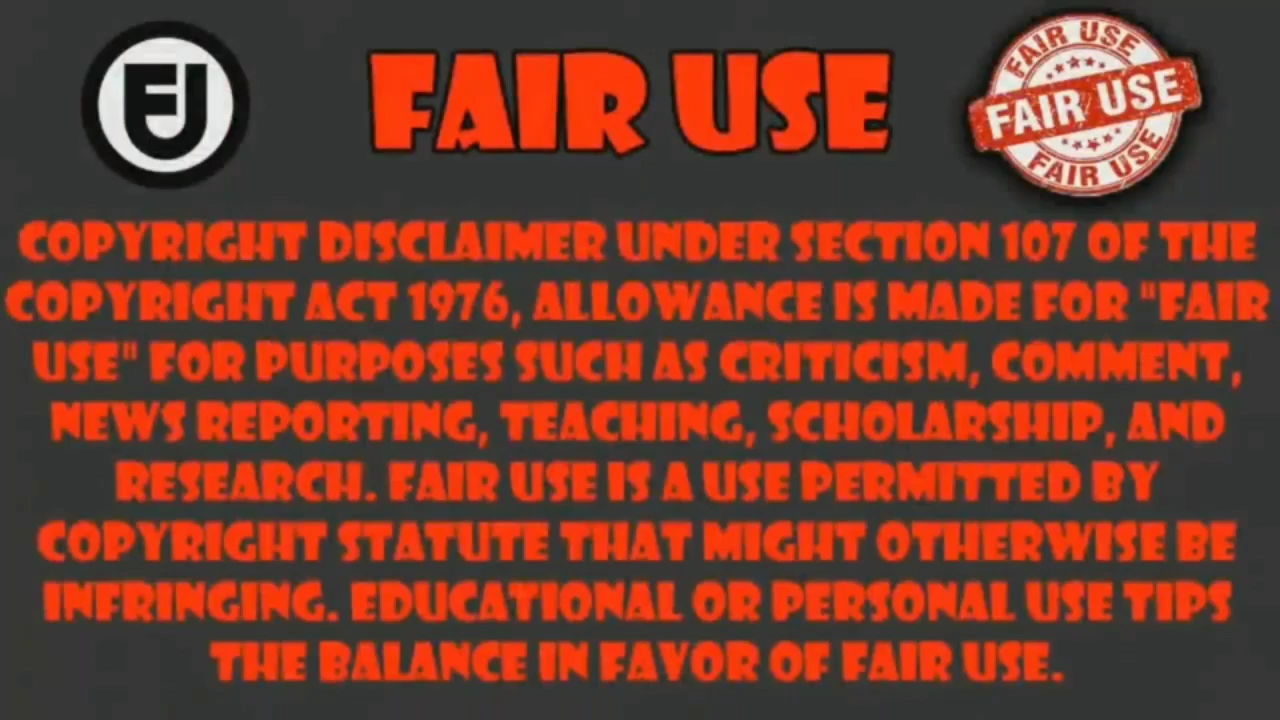 FAIR USE
FAIR USE
FAIR USE
FAIR USE
COPYRIGHT DISCLAIMER UNDER SECTION 107 OF THE
COPYRIGHT ACT 1976, ALLOWANCE IS MADE FOR "FAIR
USE" FOR PURPOSES SUCH AS CRITICISM, COMMENT,
NEWS REPORTING, TEACHING, SCHOLARSHIP, AND
RESEARCH. FAIR USE IS A USE PERMITTED BY
COPYRIGHT STATUTE THAT MIGHT OTHERWISE BE
INFRINGING. EDUCATIONAL OR PERSONAL USE TIPS
THE BALANCE IN FAVOR OF FAIR USE.